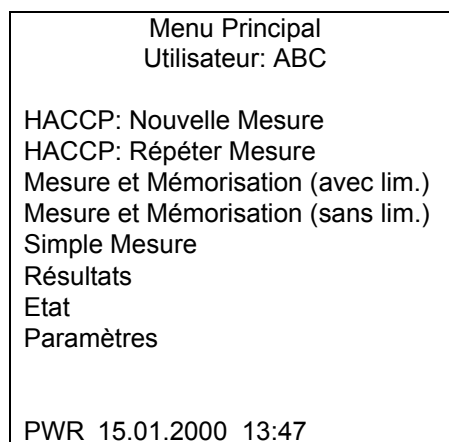 Menu Principal
Utilisateur: ABC
HACCP: Nouvelle Mesure
HACCP: Répéter Mesure
Mesure et Mémorisation (avec lim.)
Mesure et Mémorisation (sans lim.)
Simple Mesure
Résultats
Etat
Paramètres
PWR 15.01.2000 13:47